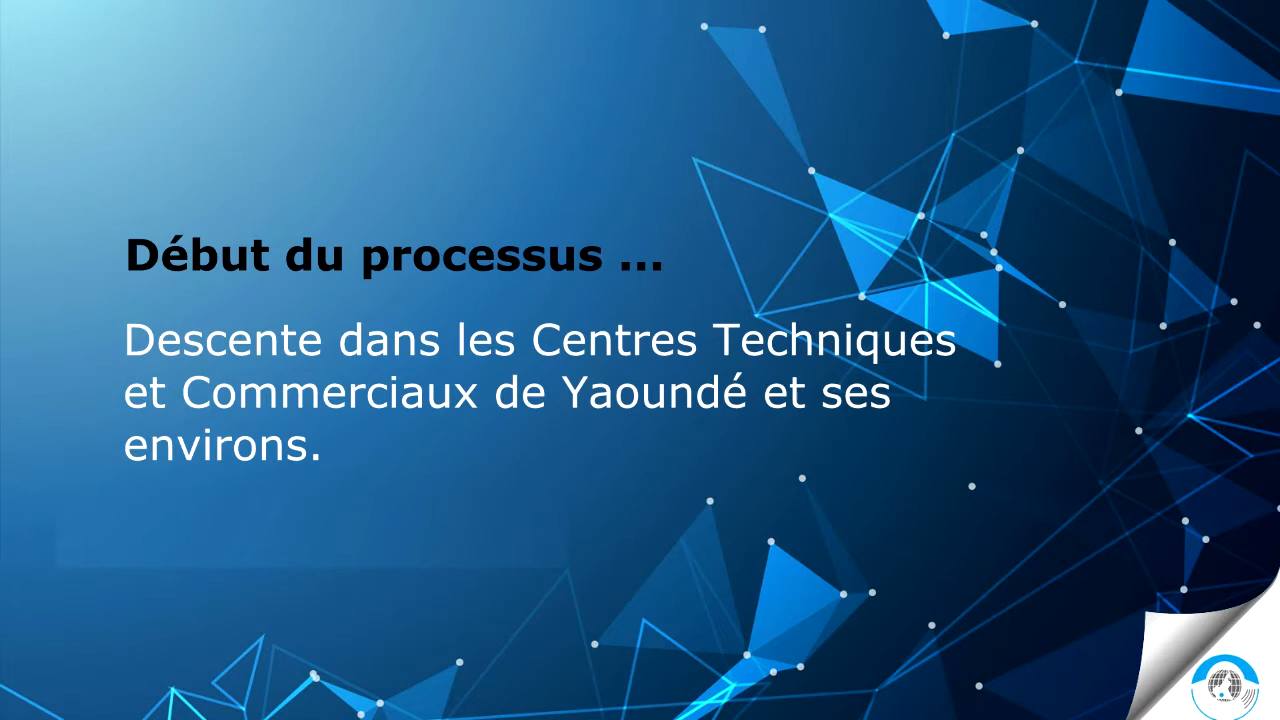 Début du processus ...
Descente dans les Centres Techniques
et Commerciaux de Yaoundé et ses
environs.